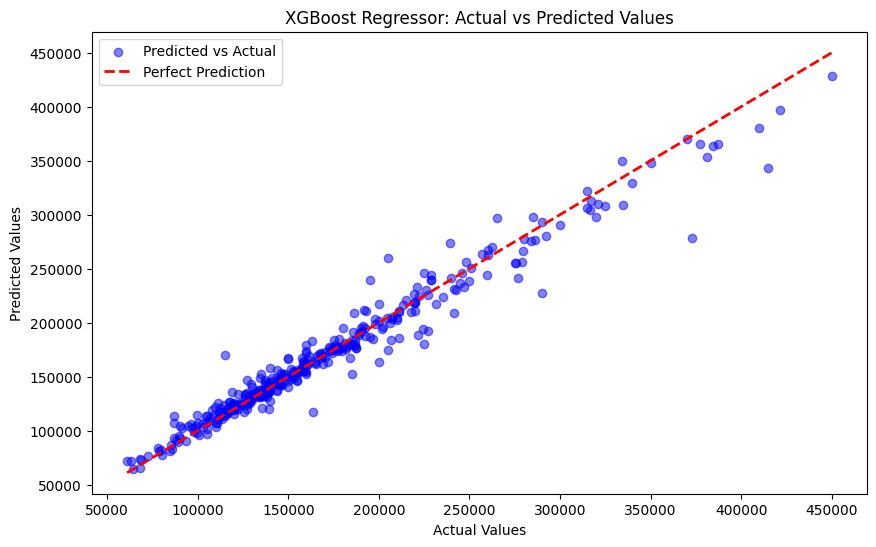 XGBoost Regressor: Actual vs Predicted Values
Predicted vs Actual
Perfect Prediction
450000
400000
350000
300000
250000
200000
150000
100000
50000
Predicted Values
50000 100000 150000 200000 250000 300000 350000 400000 450000
Actual Values